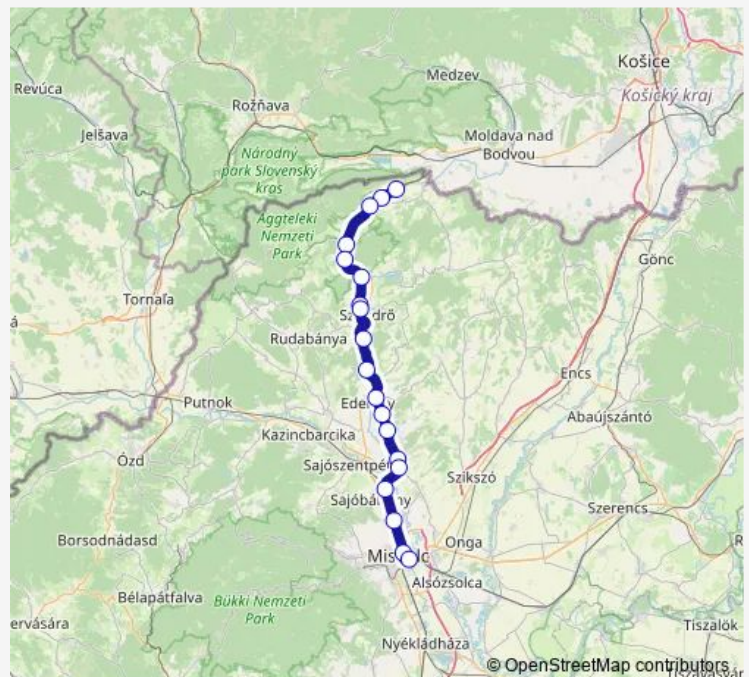 Košice
Medzev
Revúca
Košický kraj
Rožňava
Jelšava
Moldava nad
Bodvou
Národný
park Slovenský
kras
Aggteleki
Nemzeti
Park
Gönc
Tornaľa
Rudabánya
Encs
Putnok
Abaújszántó
Kazincbarcika
Ózd
Szikszó
Szerencs
Borsodnádasd
Onga
Alsózsolca
Bélapátfalva
Bükki Nemzeti
Park
Tiszalök
Nyékládháza
© OpenStreetMap contributors